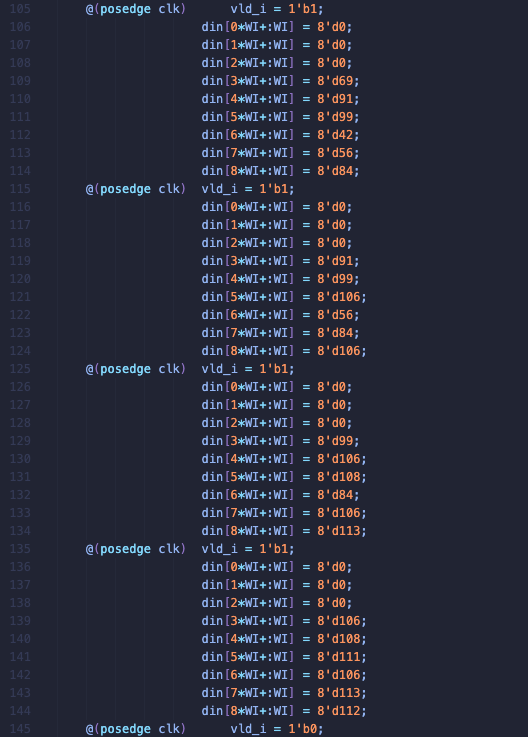 105 @(posedge clk) vld_i = 1'b1;
106 din[0*WI+:WI] = 8'd0;
107 din[1*WI+:WI] = 8'd0;
108 din[2*WI+:WI] = 8'd0;
109 din[3*WI+:WI] = 8'd69;
110 din[4*WI+:WI] = 8'd91;
111 din[5*WI+:WI] = 8'd99;
112 din[6*WI+:WI] = 8'd42;
113 din[7*WI+:WI] = 8'd56;
114 din[8*WI+:WI] = 8'd84;
115 @(posedge clk) vld_i = 1'b1;
116 din[0*WI+:WI] = 8'd0;
117 din[1*WI+:WI] = 8'd0;
118 din[2*WI+:WI] = 8'd0;
119 din[3*WI+:WI] = 8'd91;
120 din[4*WI+:WI] = 8'd99;
121 din[5*WI+:WI] = 8'd106;
122 din[6*WI+:WI] = 8'd56;
123 din[7*WI+:WI] = 8'd84;
124 din[8*WI+:WI] = 8'd106;
125 @(posedge clk) vld_i = 1'b1;
126 din[0*WI+:WI] = 8'd0;
127 din[1*WI+:WI] = 8'd0;
128 din[2*WI+:WI] = 8'd0;
129 din[3*WI+:WI] = 8'd99;
130 din[4*WI+:WI] = 8'd106;
131 din[5*WI+:WI] = 8'd108;
132 din[6*WI+:WI] = 8'd84;
133 din[7*WI+:WI] = 8'd106;
134 din[8*WI+:WI] = 8'd113;
135 @(posedge clk) vld_i = 1'b1;
136 din[0*WI+:WI] = 8'd0;
137 din[1*WI+:WI] = 8'd0;
138 din[2*WI+:WI] = 8'd0;
139 din[3*WI+:WI] = 8'd106;
140 din[4*WI+:WI] = 8'd108;
141 din[5*WI+:WI] = 8'd111;
142 din[6*WI+:WI] = 8'd106;
143 din[7*WI+:WI] = 8'd113;
144 din[8*WI+:WI] = 8'd112;
145 @(posedge clk) vld_i = 1'b0;